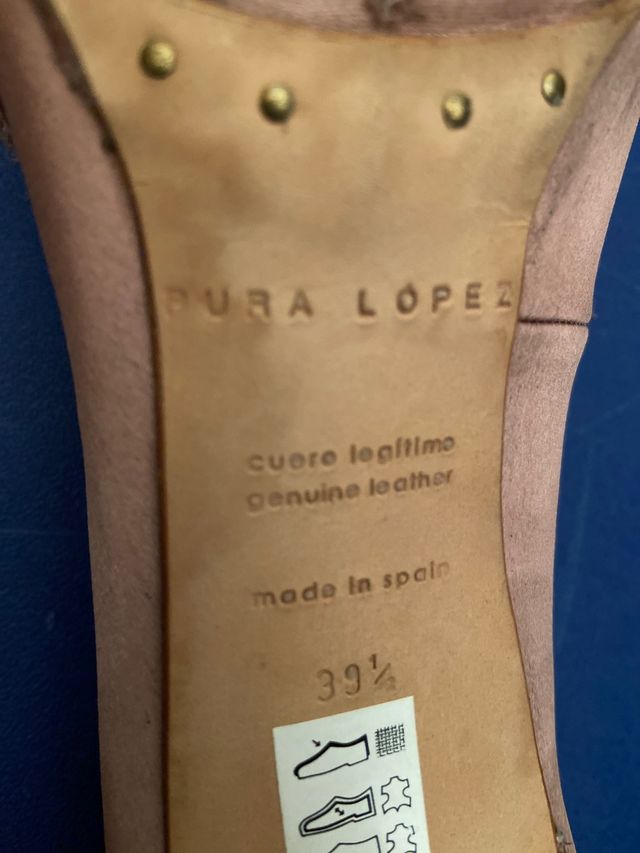 PURA LÓPEZ
cuero legítimo
genuine leather
made in spain
39½